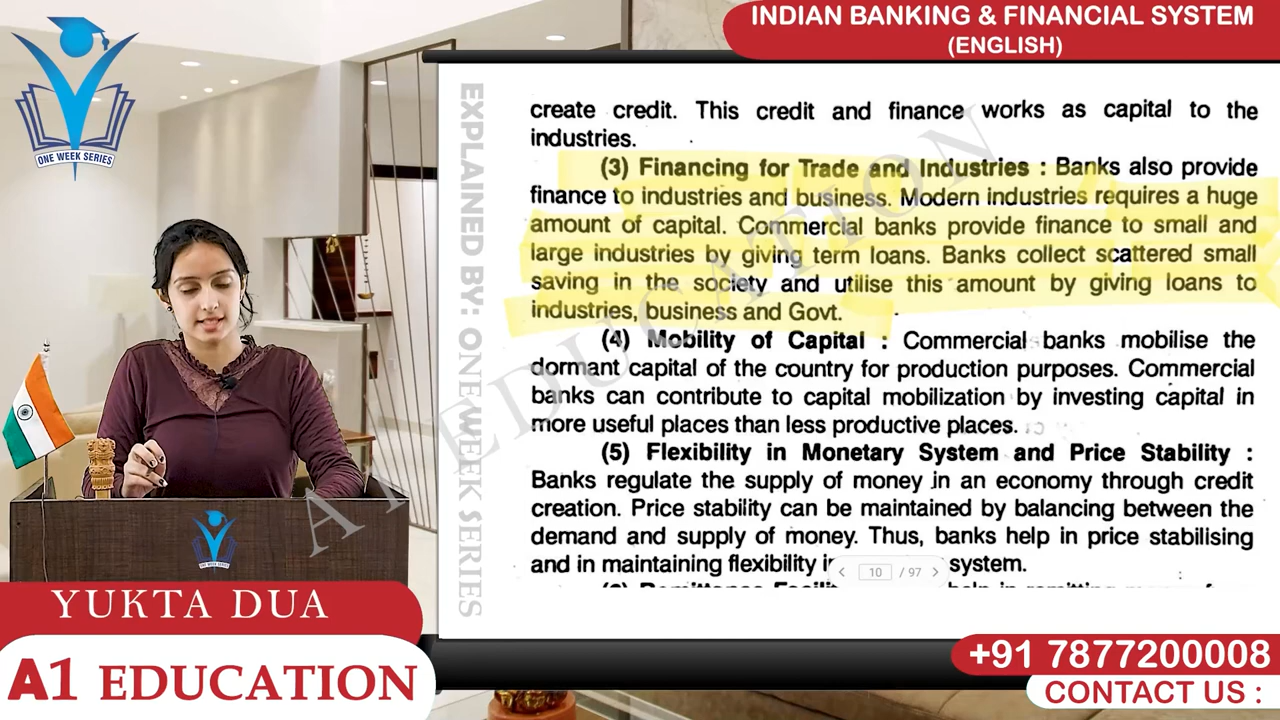 INDIAN BANKING & FINANCIAL SYSTEM
(ENGLISH)
ONE WEEK SERIES
EXPLAINED BY: ONE WEEK SERIES
A1 EDUCATION
create credit. This credit and finance works as capital to the
industries.
(3) Financing for Trade and Industries : Banks also provide
finance to industries and business. Modern industries requires a huge
amount of capital. Commercial banks provide finance to small and
large industries by giving term loans. Banks collect scattered small
saving in the society and utilise this amount by giving loans to
industries, business and Govt.
(4) Mobility of Capital : Commercial banks mobilise the
dormant capital of the country for production purposes. Commercial
banks can contribute to capital mobilization by investing capital in
more useful places than less productive places.
(5) Flexibility in Monetary System and Price Stability :
Banks regulate the supply of money in an economy through credit
creation. Price stability can be maintained by balancing between the
demand and supply of money. Thus, banks help in price stabilising
and in maintaining flexibility system.
10 / 97
ONE WEEK SERIES
YUKTA DUA
A1 EDUCATION
+91 7877200008
CONTACT US :